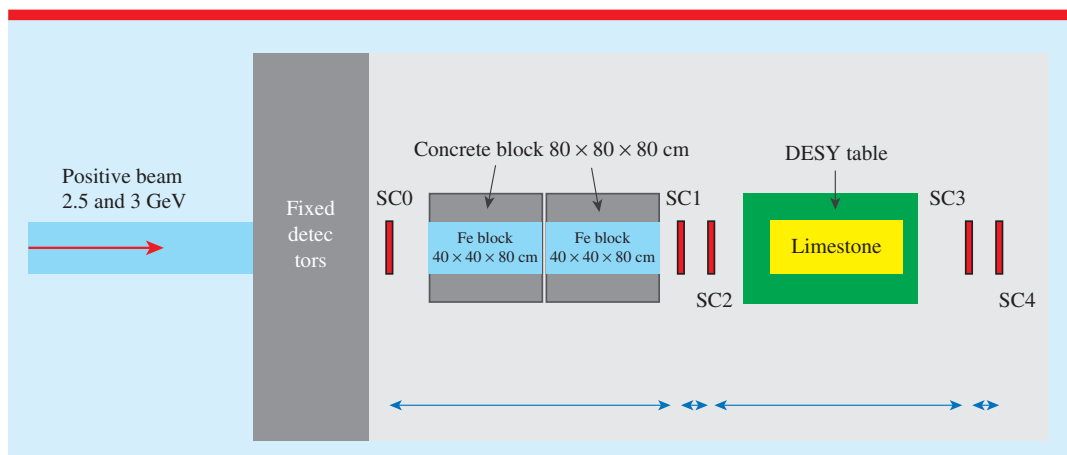 Positive beam
2.5 and 3 GeV
Fixed
detec
tors
Concrete block 80 × 80 × 80 cm
DESY table
SC0
SC1
SC3
Fe block
40 × 40 × 80 cm
Fe block
40 × 40 × 80 cm
Limestone
SC2
SC4